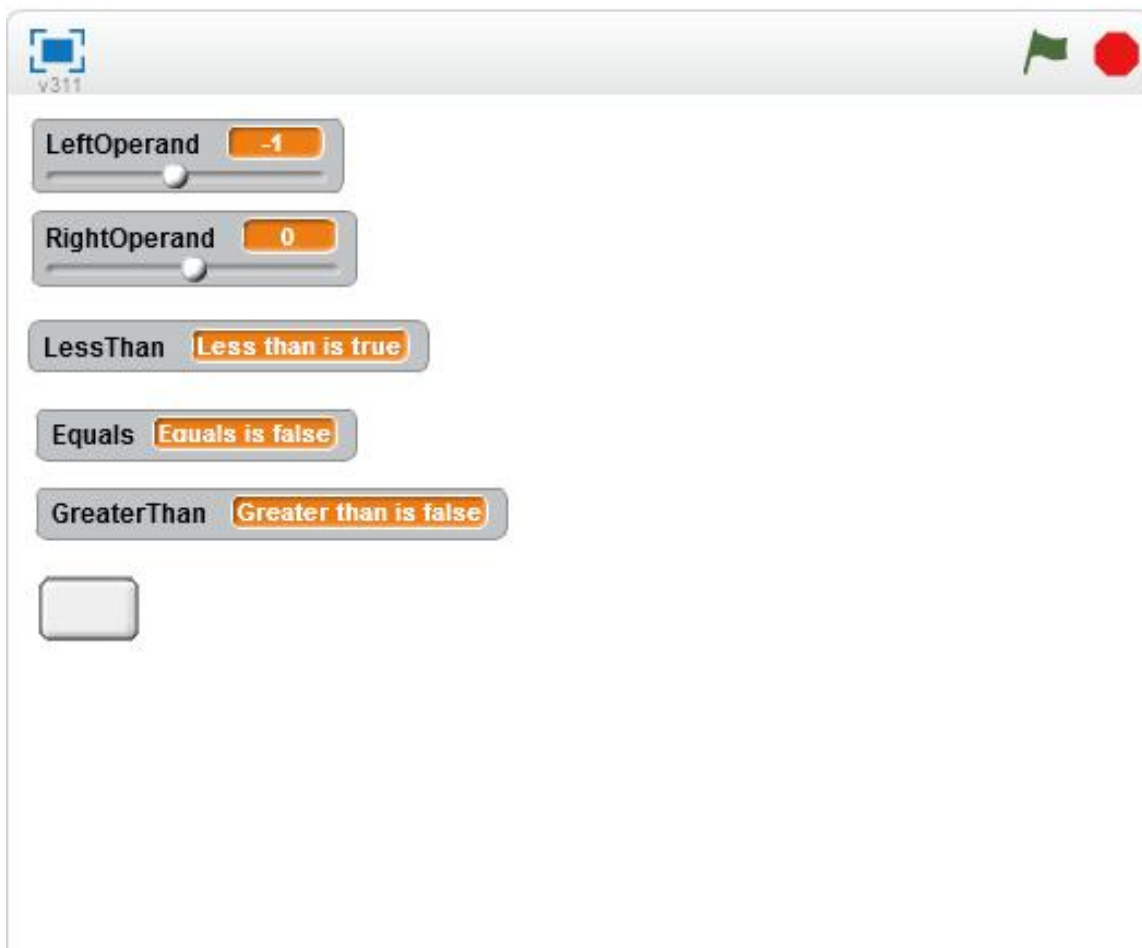 v311
LeftOperand -1
RightOperand 0
LessThan Less than is true
Equals Equals is false
GreaterThan Greater than is false